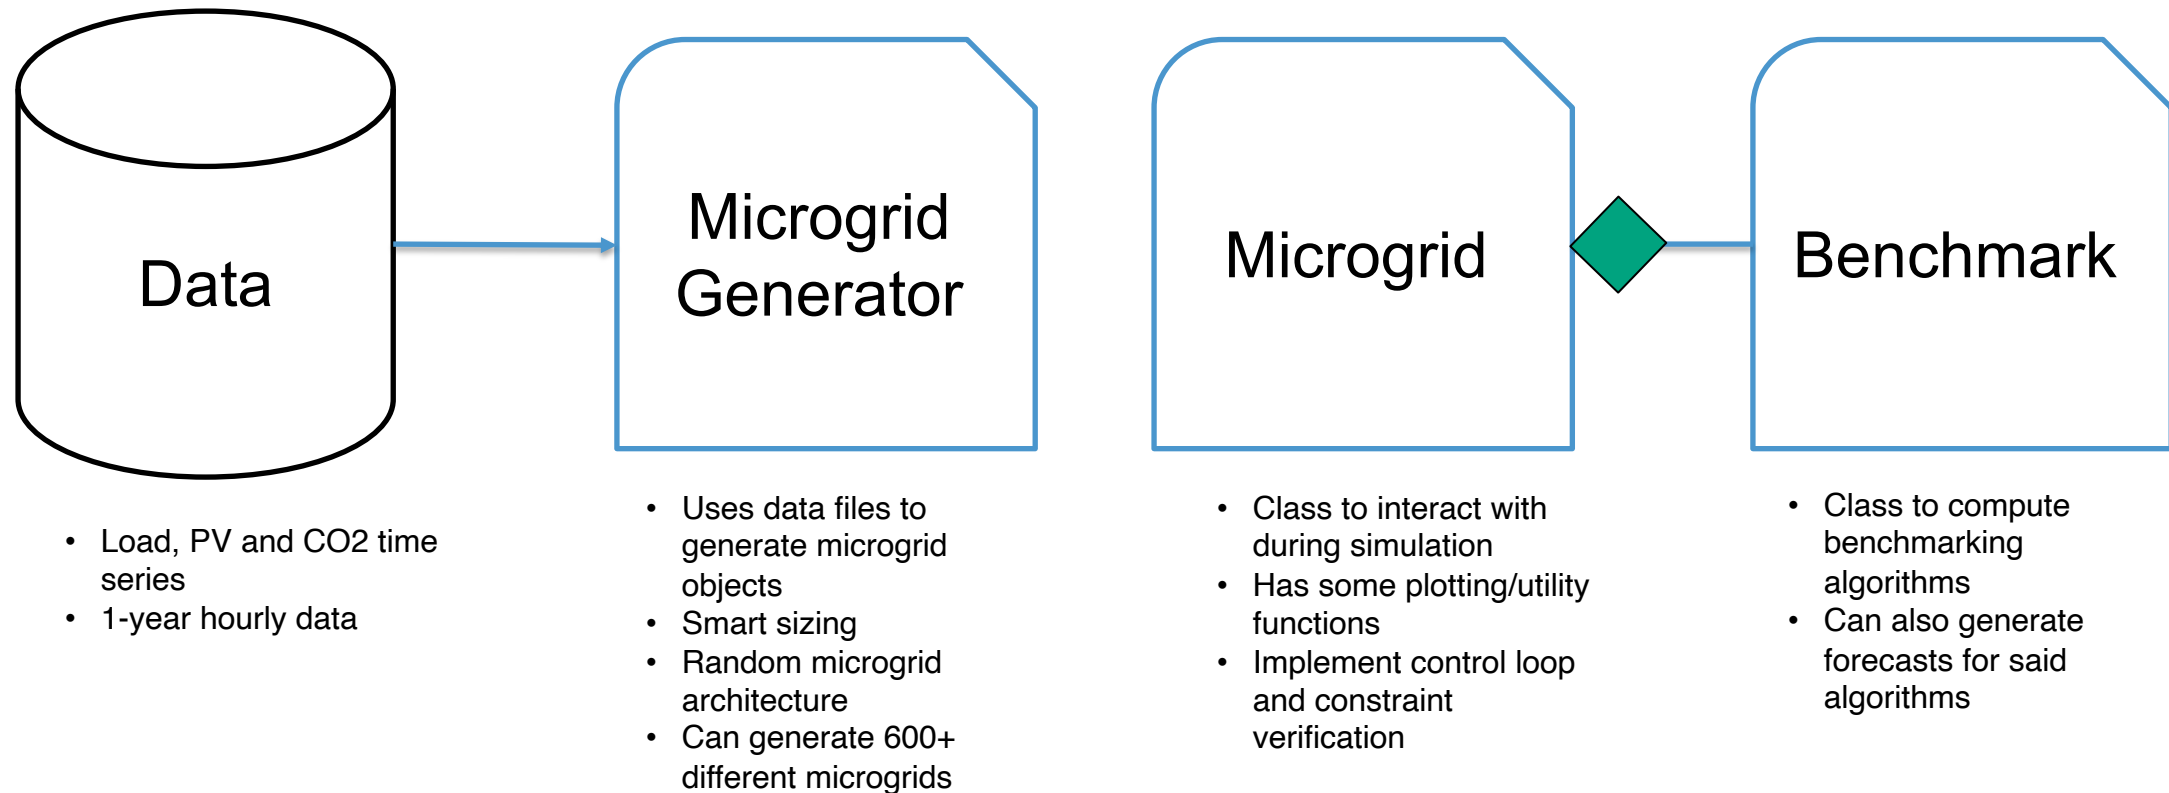 Data
Microgrid
Generator
Microgrid
Benchmark
• Load, PV and CO2 time
series
• 1-year hourly data
• Uses data files to
generate microgrid
objects
• Smart sizing
• Random microgrid
architecture
• Can generate 600+
different microgrids
• Class to interact with
during simulation
• Has some plotting/utility
functions
• Implement control loop
and constraint
verification
• Class to compute
benchmarking
algorithms
• Can also generate
forecasts for said
algorithms